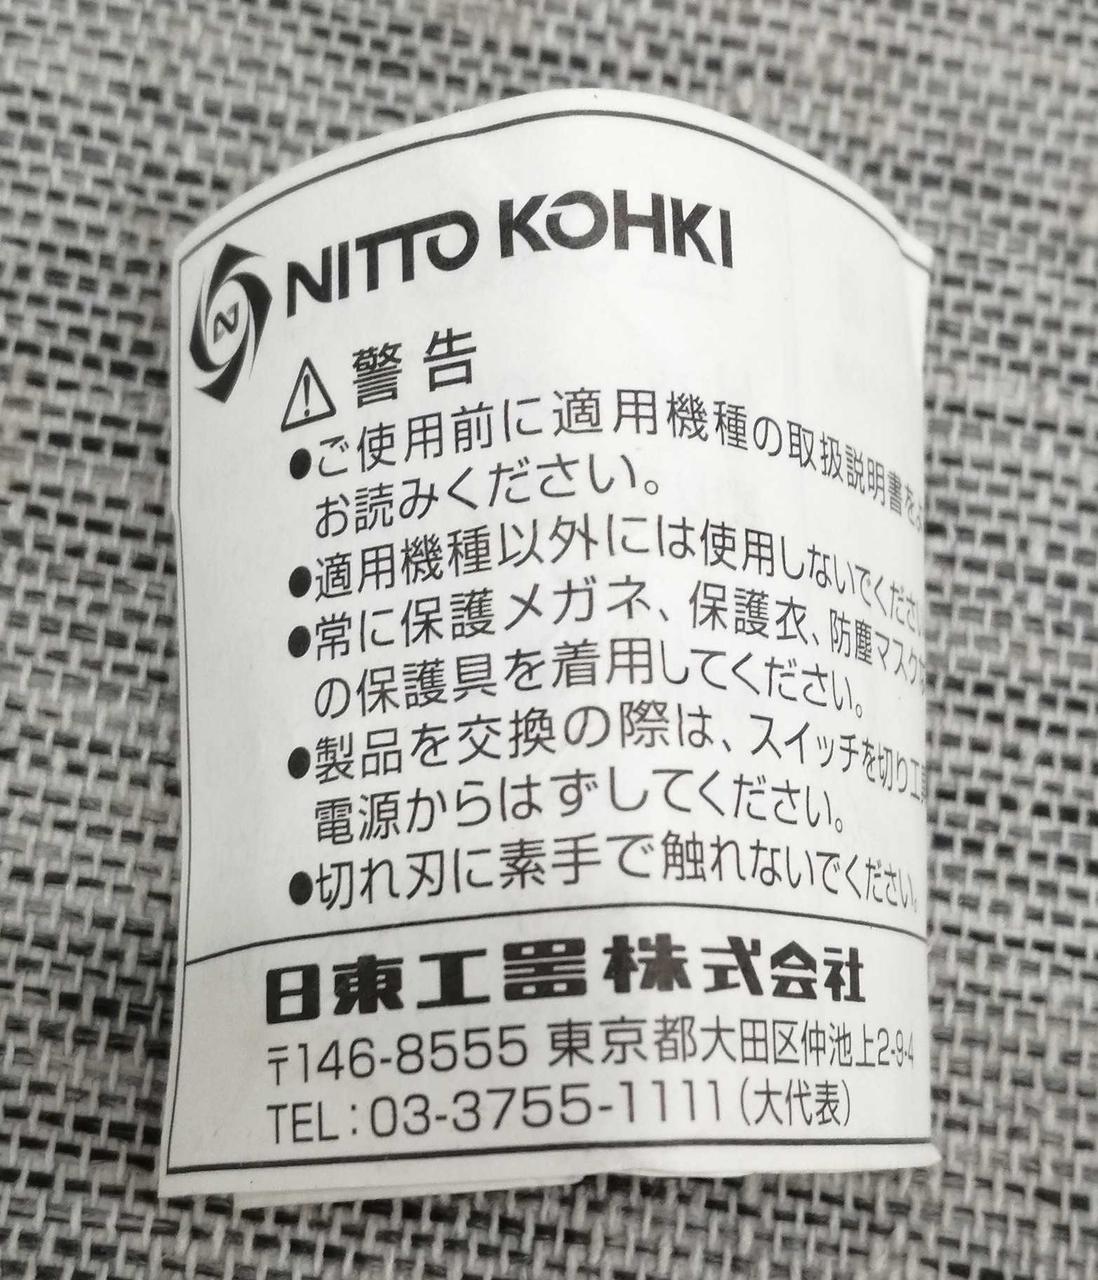 NITTO KOHKI
⚠ 警告
●ご使用前に適用機種の取扱説明書を
お読みください。
●適用機種以外には使用しないでください
●常に保護メガネ、保護衣、防塵マスク
の保護具を着用してください。
●製品を交換の際は、スイッチを切り工
電源からはずしてください。
●切れ刃に素手で触れないでください。
日東工器株式会社
〒146-8555 東京都大田区仲池上2-9-4
TEL:03-3755-1111(大代表)